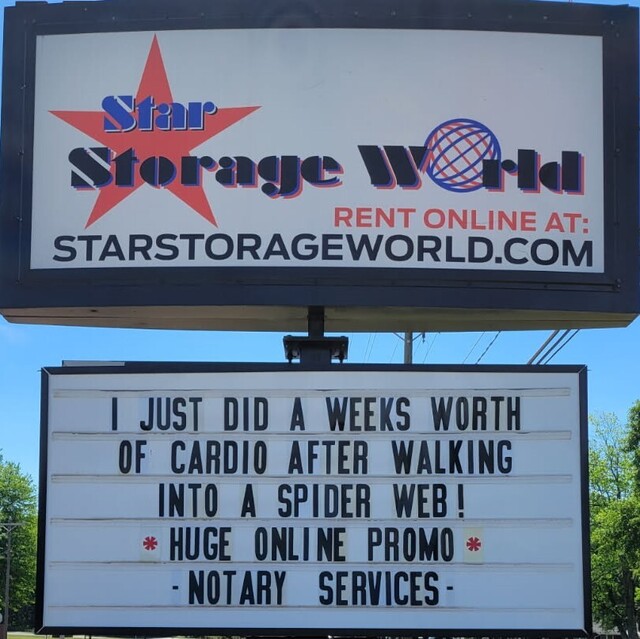 Star
Storage World
RENT ONLINE AT:
STARSTORAGEWORLD.COM
I JUST DID A WEEKS WORTH
OF CARDIO AFTER WALKING
INTO A SPIDER WEB!
* HUGE ONLINE PROMO *
- NOTARY SERVICES -